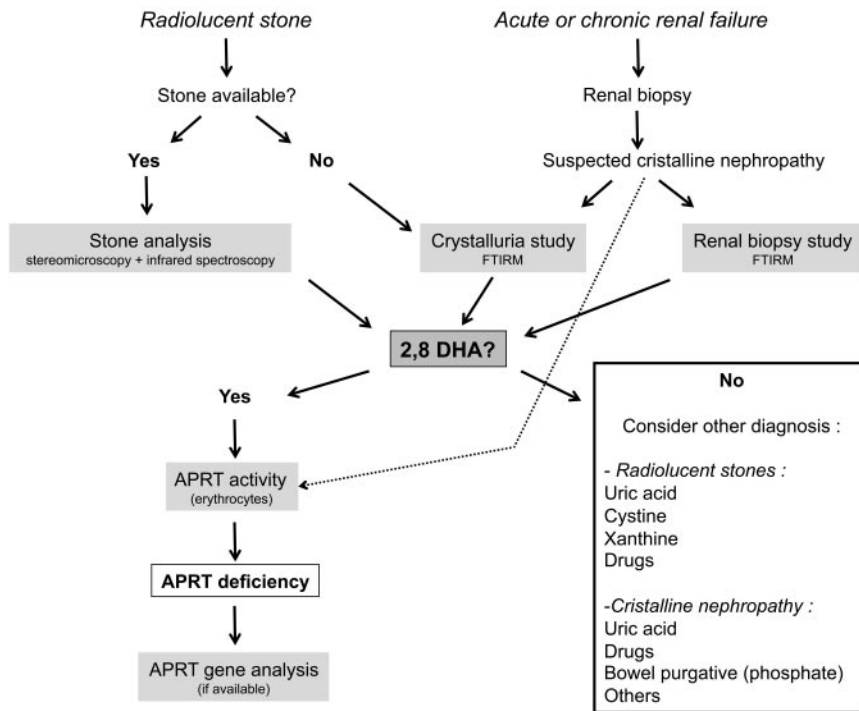 Radiolucent stone
Acute or chronic renal failure
Stone available?
Renal biopsy
Yes
No
Suspected cristalline nephropathy
Stone analysis
stereomicroscopy + infrared spectroscopy
Crystalluria study
FTIRM
Renal biopsy study
FTIRM
2,8 DHA?
Yes
APRT activity
(erythrocytes)
APRT deficiency
APRT gene analysis
(if available)
No
Consider other diagnosis :
- Radiolucent stones :
Uric acid
Cystine
Xanthine
Drugs
-Cristalline nephropathy :
Uric acid
Drugs
Bowel purgative (phosphate)
Others